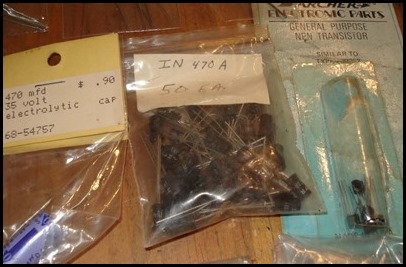 470 mfd $ .90
35 volt
electrolytic cap
68-54757
IN 470 A
50 EA.
ARCHER
ELECTRONIC PARTS
GENERAL PURPOSE
NPN TRANSISTOR
SIMILAR TO